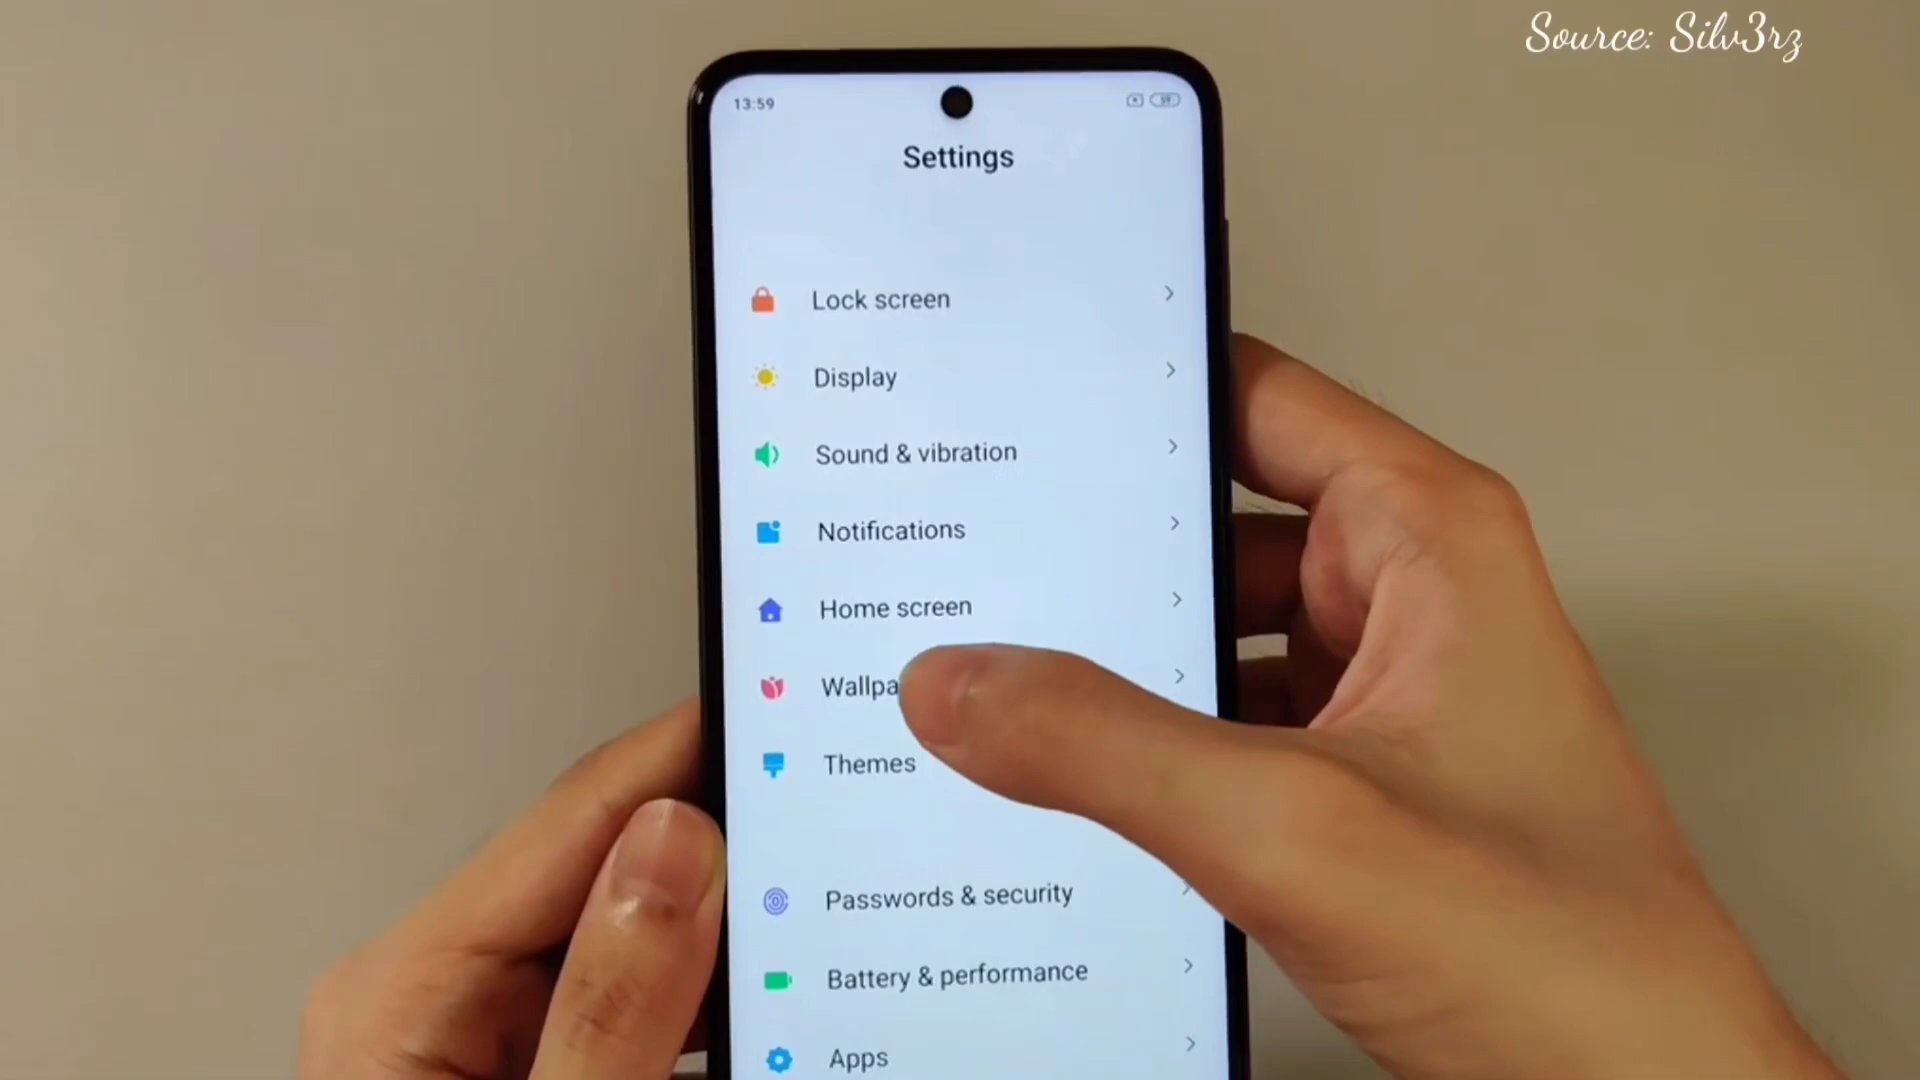 Source: Silv3rz
13:59
Settings
Lock screen
Display
Sound & vibration
Notifications
Home screen
Wallpa
Themes
Passwords & security
Battery & performance
Apps